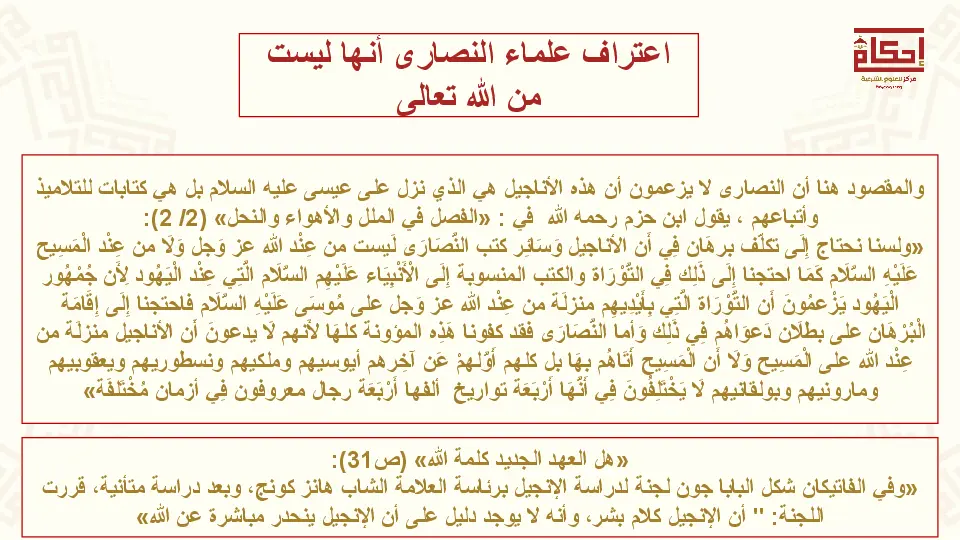 إحكام
مركز للعلوم الشرعية
اعتراف علماء النصارى أنها ليست
من الله تعالى
والمقصود هنا أن النصارى لا يزعمون أن هذه الأناجيل هي الذي نزل على عيسى عليه السلام بل هي كتابات للتلاميذ
وأتباعهم ، يقول ابن حزم رحمه الله في : «الفصل في الملل والأهواء والنحل» (2/ 2):
«ولسنا نحتاج إِلَى تكلّف برهَان فِي أَن الأناجيل وَسَائِر كتب النَّصَارَى لَيست من عِنْد الله عز وَجل وَلَا من عِنْد الْمَسِيح
عَلَيْهِ السَّلَام كَمَا احتجنا إِلَى ذَلِك فِي التَّوْرَاة والكتب المنسوبة إِلَى الْأَنْبِيَاء عَلَيْهِم السَّلَام الَّتِي عِنْد الْيَهُود لِأَن جُمْهُور
الْيَهُود يَزْعمُونَ أَن التَّوْرَاة الَّتِي بِأَيْدِيهِم منزلَة من عِنْد الله عز وَجل على مُوسَى عَلَيْهِ السَّلَام فاحتجنا إِلَى إِقَامَة
الْبُرْهَان على بطلَان دَعوَاهُم فِي ذَلِك وَأما النَّصَارَى فقد كفونا هَذِه المؤونة كلهَا لأَنهم لَا يدعونَ أَن الأناجيل منزلَة من
عِنْد الله على الْمَسِيح وَلَا أَن الْمَسِيح أَتَاهُم بهَا بل كلهم أَوَّلهمْ عَن آخِرهم أيوسيهم وملكيهم ونسطوريهم ويعقوبيهم
ومارونيهم وبولقانيهم لَا يَخْتَلِفُونَ فِي أَنَّهَا أَرْبَعَة تواريخ ألفها أَرْبَعَة رجال معروفون فِي أزمان مُخْتَلفَة»
«هل العهد الجديد كلمة الله» (ص31):
«وفي الفاتيكان شكل البابا جون لجنة لدراسة الإنجيل برئاسة العلامة الشاب هانز كونج، وبعد دراسة متأنية، قررت
اللجنة: " أن الإنجيل كلام بشر، وأنه لا يوجد دليل على أن الإنجيل ينحدر مباشرة عن الله»